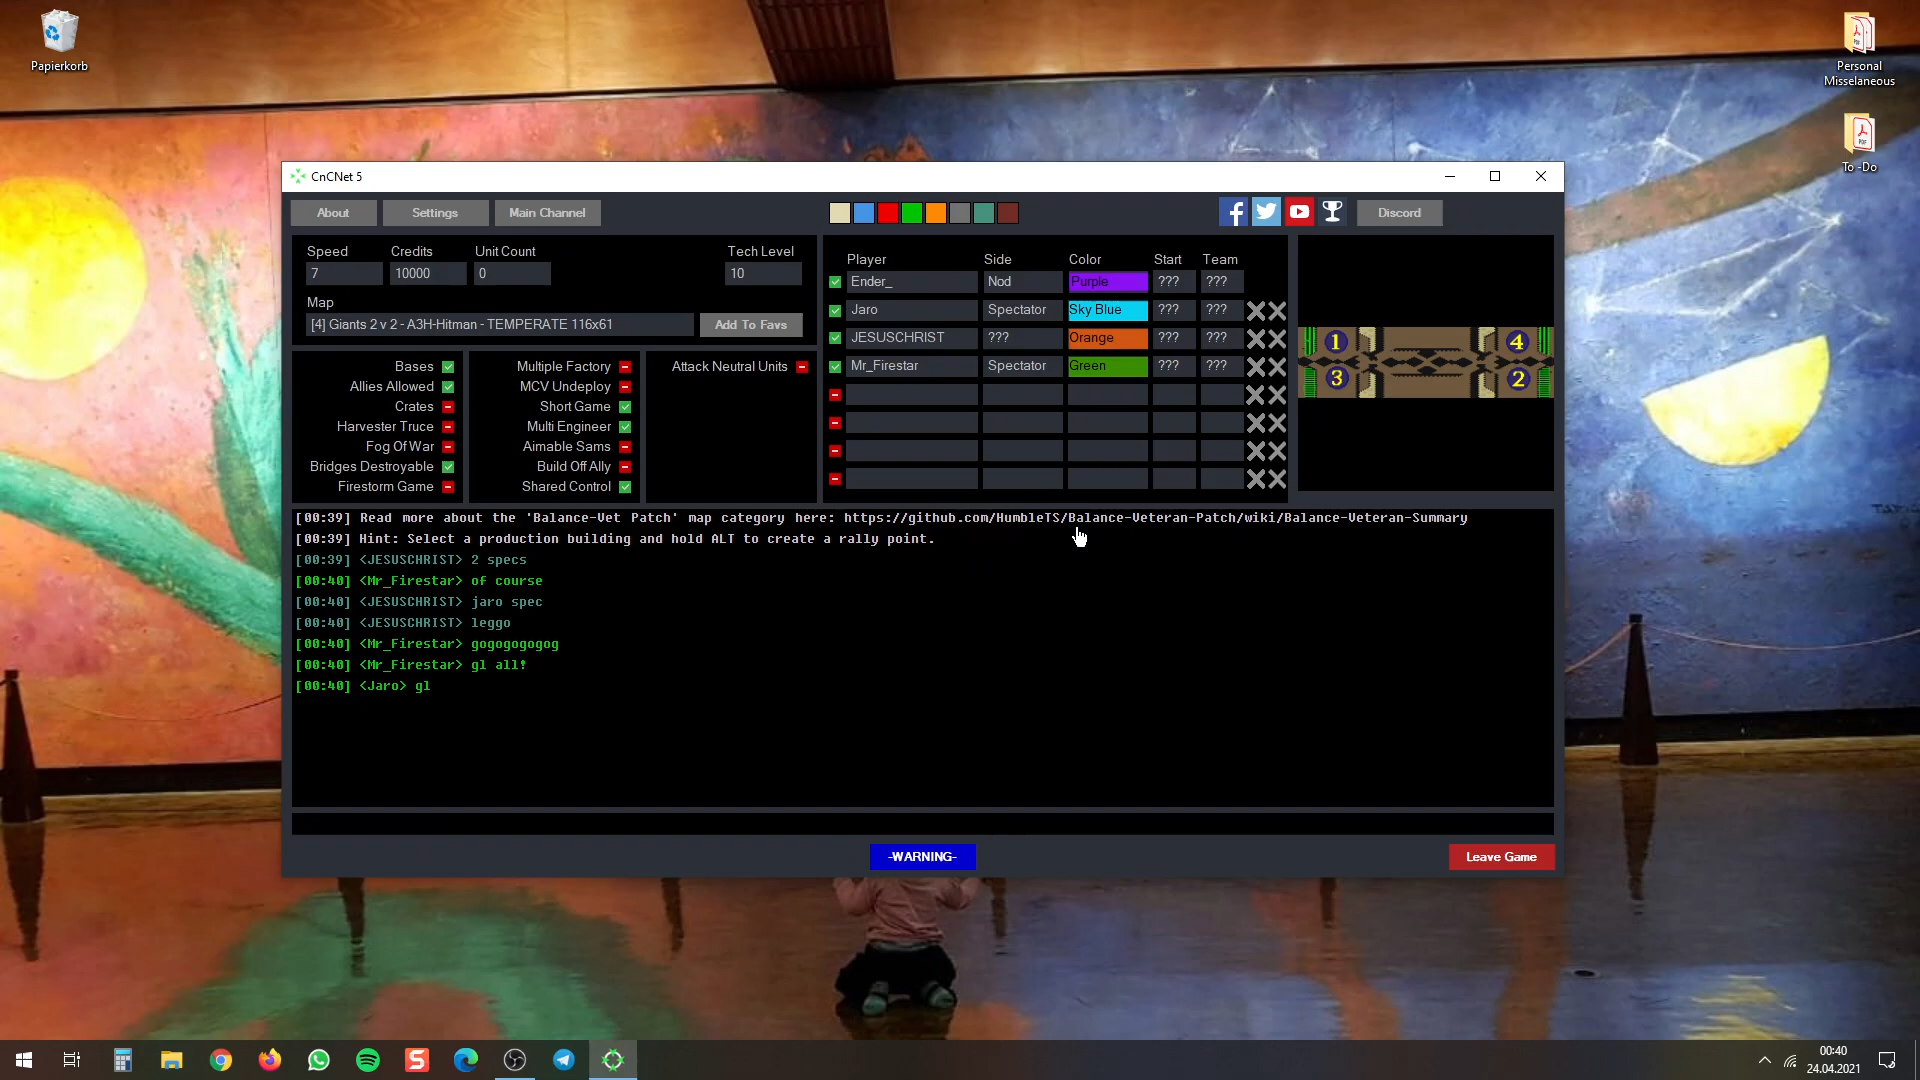 Papierkorb
Personal
Misselaneous
To -Do
CnCNet 5
About
Settings
Main Channel
Discord
Speed
Credits
Unit Count
Tech Level
7
10000
0
10
Map
[4] Giants 2 v 2 - A3H-Hitman - TEMPERATE 116x61
Add To Favs
Bases
Allies Allowed
Crates
Harvester Truce
Fog Of War
Bridges Destroyable
Firestorm Game
Multiple Factory
MCV Undeploy
Short Game
Multi Engineer
Aimable Sams
Build Off Ally
Shared Control
Attack Neutral Units
Player Side Color Start Team
Ender_ Nod Purple ??? ???
Jaro Spectator Sky Blue ??? ???
JESUSCHRIST ??? Orange ??? ???
Mr_Firestar Spectator Green ??? ???
1 4
3 2
[00:39] Read more about the 'Balance-Vet Patch' map category here: https://github.com/HumbleTS/Balance-Veteran-Patch/wiki/Balance-Veteran-Summary
[00:39] Hint: Select a production building and hold ALT to create a rally point.
[00:39] <JESUSCHRIST> 2 specs
[00:40] <Mr_Firestar> of course
[00:40] <JESUSCHRIST> jaro spec
[00:40] <JESUSCHRIST> leggo
[00:40] <Mr_Firestar> gogogogogog
[00:40] <Mr_Firestar> gl all!
[00:40] <Jaro> gl
-WARNING-
Leave Game
00:40
24.04.2021